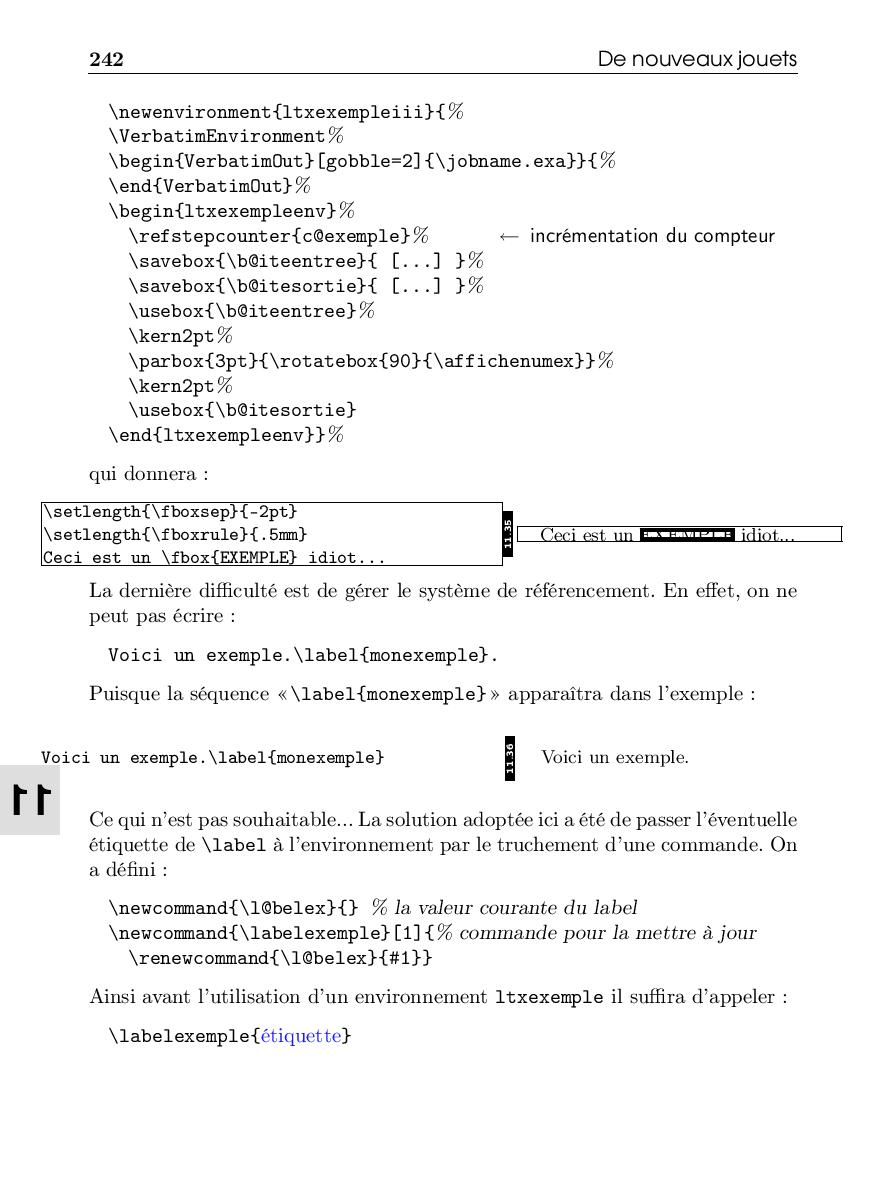 242 De nouveaux jouets
\newenvironment{ltxexempleiii}{%
\VerbatimEnvironment%
\begin{VerbatimOut}[gobble=2]{\jobname.exa}}{%
\end{VerbatimOut}%
\begin{ltxexempleenv}%
\refstepcounter{c@exemple}% ← incrémentation du compteur
\savebox{\b@iteentree}{ [...] }%
\savebox{\b@itesortie}{ [...] }%
\usebox{\b@iteentree}%
\kern2pt%
\parbox{3pt}{\rotatebox{90}{\affichenumex}}%
\kern2pt%
\usebox{\b@itesortie}
\end{ltxexempleenv}}%
qui donnera :
\setlength{\fboxsep}{-2pt}
\setlength{\fboxrule}{.5mm}
Ceci est un \fbox{EXEMPLE} idiot...
11.35
Ceci est un EXEMPLE idiot...
La dernière difficulté est de gérer le système de référencement. En effet, on ne
peut pas écrire :
Voici un exemple.\label{monexemple}.
Puisque la séquence «\label{monexemple}» apparaîtra dans l'exemple :
Voici un exemple.\label{monexemple}
11.36
Voici un exemple.
11
Ce qui n'est pas souhaitable... La solution adoptée ici a été de passer l'éventuelle
étiquette de \label à l'environnement par le truchement d'une commande. On
a défini :
\newcommand{\l@belex}{} % la valeur courante du label
\newcommand{\labelexemple}[1]{% commande pour la mettre à jour
\renewcommand{\l@belex}{#1}}
Ainsi avant l'utilisation d'un environnement ltxexemple il suffira d'appeler :
\labelexemple{étiquette}